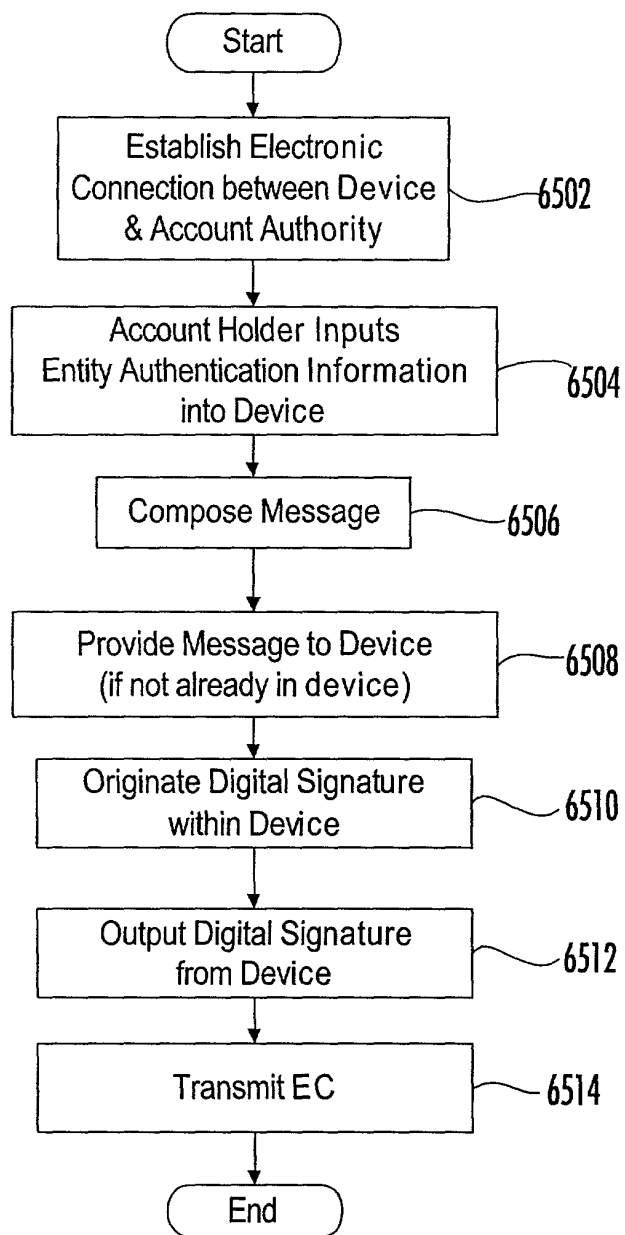 Start
Establish Electronic
Connection between Device
& Account Authority
6502
Account Holder Inputs
Entity Authentication Information
into Device
6504
Compose Message
6506
Provide Message to Device
(if not already in device)
6508
Originate Digital Signature
within Device
6510
Output Digital Signature
from Device
6512
Transmit EC
6514
End